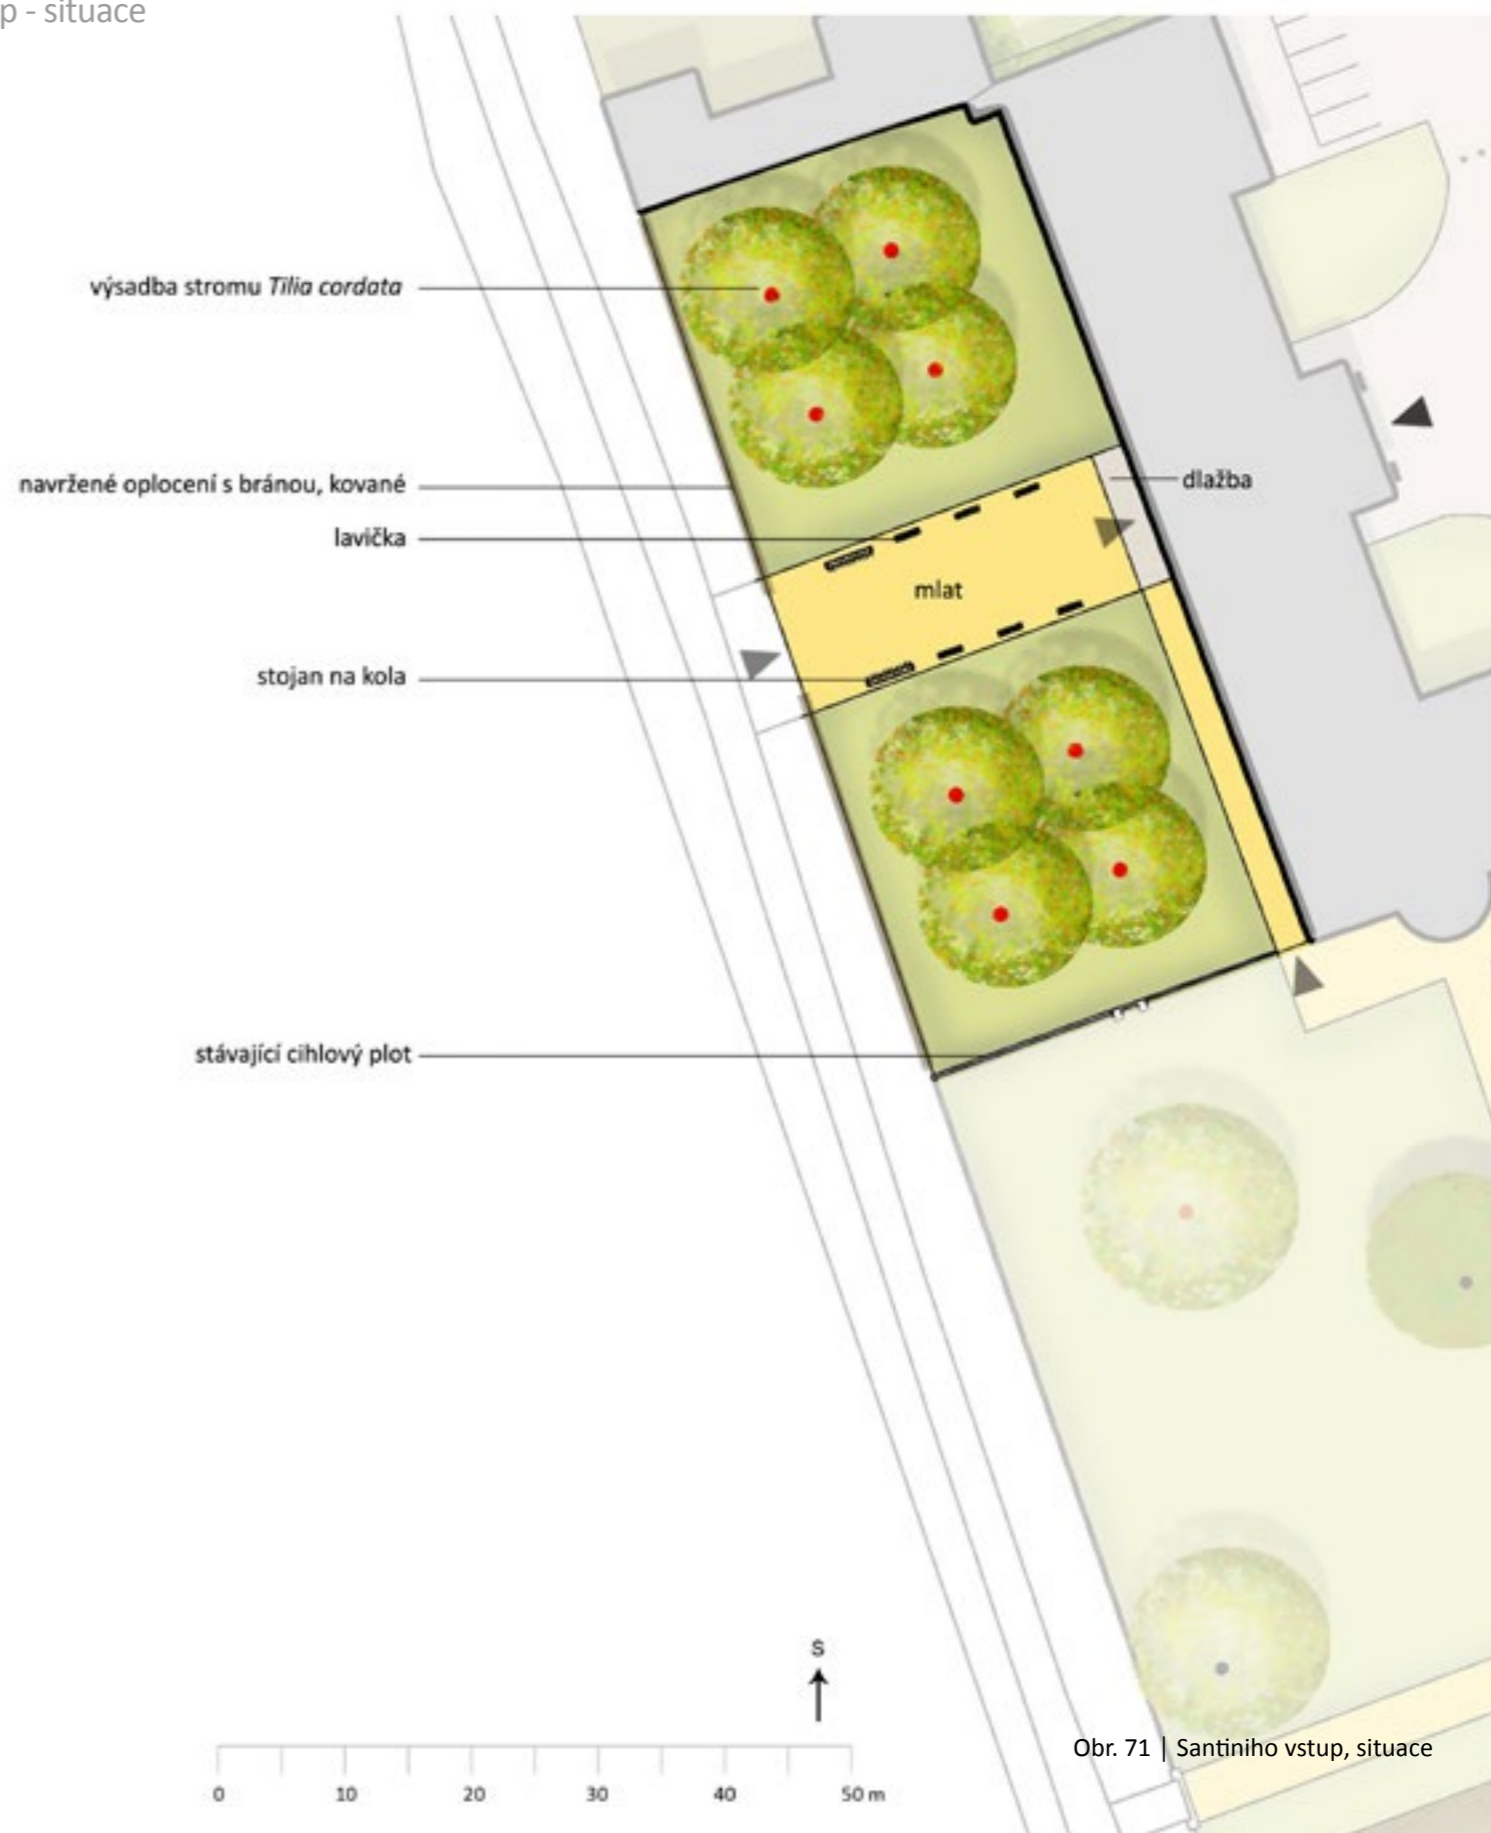 p - situace
výsadba stromu Tilia cordata
navržené oplocení s bránou, kované
dlažba
lavička
mlat
stojan na kola
stávající cihlový plot
S
Obr. 71 | Santiniho vstup, situace
0 10 20 30 40 50 m